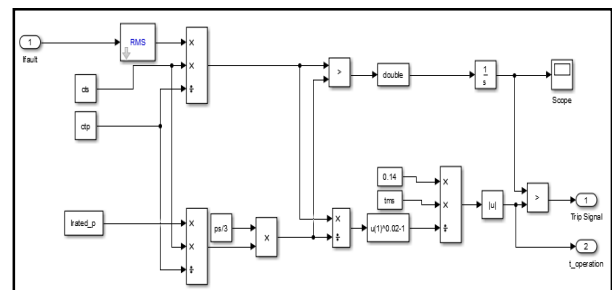 1
Ifault
RMS
×
×
÷
cts
ctp
>
double
1
s
Scope
Irated_p
×
×
÷
ps/3
×
×
÷
0.14
tms
u(1)^0.02-1
×
×
÷
|u|
>
1
Trip Signal
2
t_operation